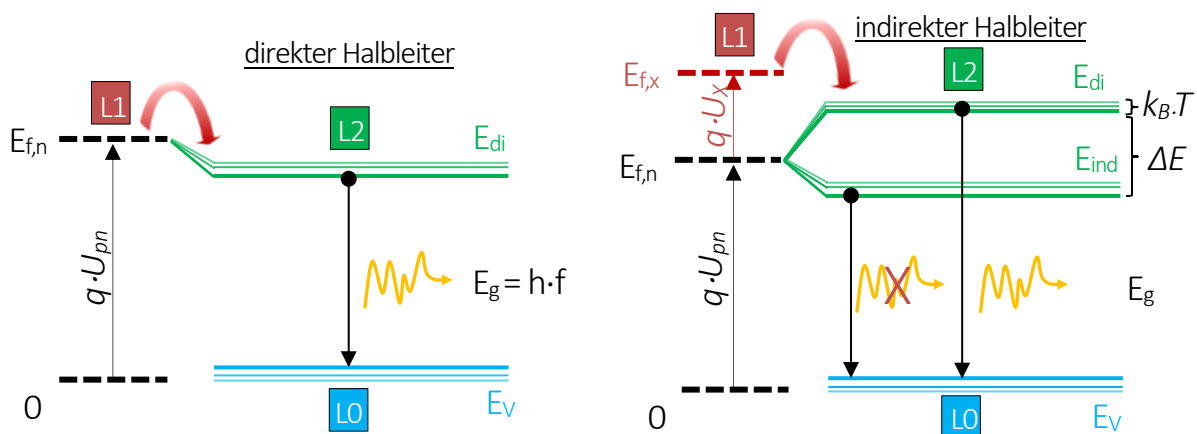 direkter Halbleiter
L1
L2
E_di
E_f,n
q·U_pn
E_g = h·f
0
L0
E_V
indirekter Halbleiter
L1
L2
E_di
k_B.T
E_f,x
q·U_x
E_ind
ΔE
E_f,n
q·U_pn
E_g
0
L0
E_V